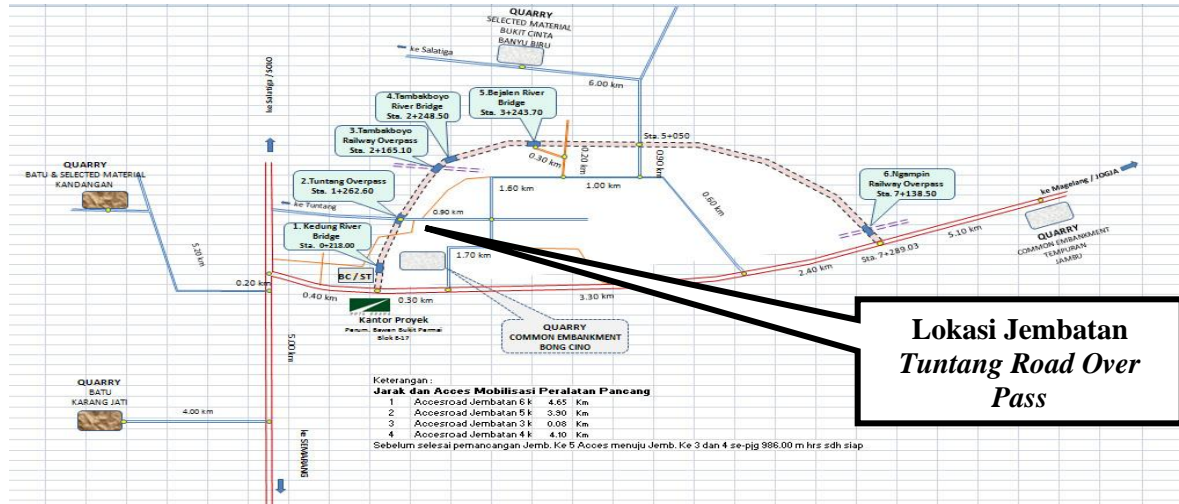 QUARRY
SELECTED MATERIAL
BUKIT CINTA
BANYU BIRU
ke Salatiga
6.00 km
ke Salatiga / SOLO
4.Tambakboyo
River Bridge
Sta. 2+248.50
5.Bejalen River
Bridge
Sta. 3+243.70
3.Tambakboyo
Railway Overpass
Sta. 2+165.10
Sta. 5+050
0.30 km
0.20 km
0.90 km
QUARRY
BATU & SELECTED MATERIAL
KANDANGAN
2.Tuntang Overpass
Sta. 1+262.60
1.60 km
1.00 km
0.60 km
6.Ngampin
Railway Overpass
Sta. 7+138.50
ke Magelang / JOGJA
ke Tuntang
0.90 km
1. Kedung River
Bridge
Sta. 0+218.00
5.20 km
1.70 km
5.10 km
Sta. 7+289.03
QUARRY
COMMON EMBANKMENT
TEMPURAN
JAMBU
BC / ST
0.20 km
0.40 km
0.30 km
3.30 km
2.40 km
Kantor Proyek
Perum. Bawen Bukit Permai
Blok E-17
QUARRY
COMMON EMBANKMENT
BONG CINO
Lokasi Jembatan
Tuntang Road Over
Pass
5.00 km
QUARRY
BATU
KARANG JATI
4.00 km
ke SEMARANG
Keterangan :
Jarak dan Acces Mobilisasi Peralatan Pancang
1 Accesroad Jembatan 6 k 4.65 Km
2 Accesroad Jembatan 5 k 3.90 Km
3 Accesroad Jembatan 3 k 0.08 Km
4 Accesroad Jembatan 4 k 4.10 Km
Sebelum selesai pemancangan Jemb. Ke 5 Acces menuju Jemb. Ke 3 and 4 se-pjg 986.00 m hrs sdh siap